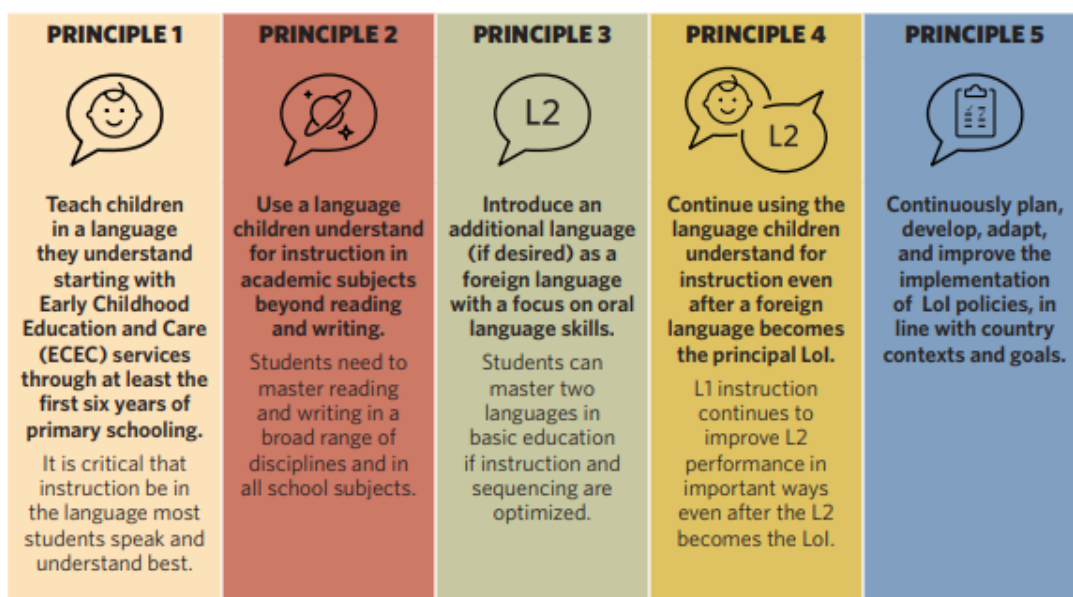 PRINCIPLE 1
Teach children
in a language
they understand
starting with
Early Childhood
Education and Care
(ECEC) services
through at least the
first six years of
primary schooling.
It is critical that
instruction be in
the language most
students speak and
understand best.
PRINCIPLE 2
Use a language
children understand
for instruction in
academic subjects
beyond reading
and writing.
Students need to
master reading
and writing in a
broad range of
disciplines and in
all school subjects.
PRINCIPLE 3
L2
Introduce an
additional language
(if desired) as a
foreign language
with a focus on oral
language skills.
Students can
master two
languages in
basic education
if instruction and
sequencing are
optimized.
PRINCIPLE 4
L2
Continue using the
language children
understand for
instruction even
after a foreign
language becomes
the principal LoI.
L1 instruction
continues to
improve L2
performance in
important ways
even after the L2
becomes the LoI.
PRINCIPLE 5
Continuously plan,
develop, adapt,
and improve the
implementation
of LoI policies, in
line with country
contexts and goals.